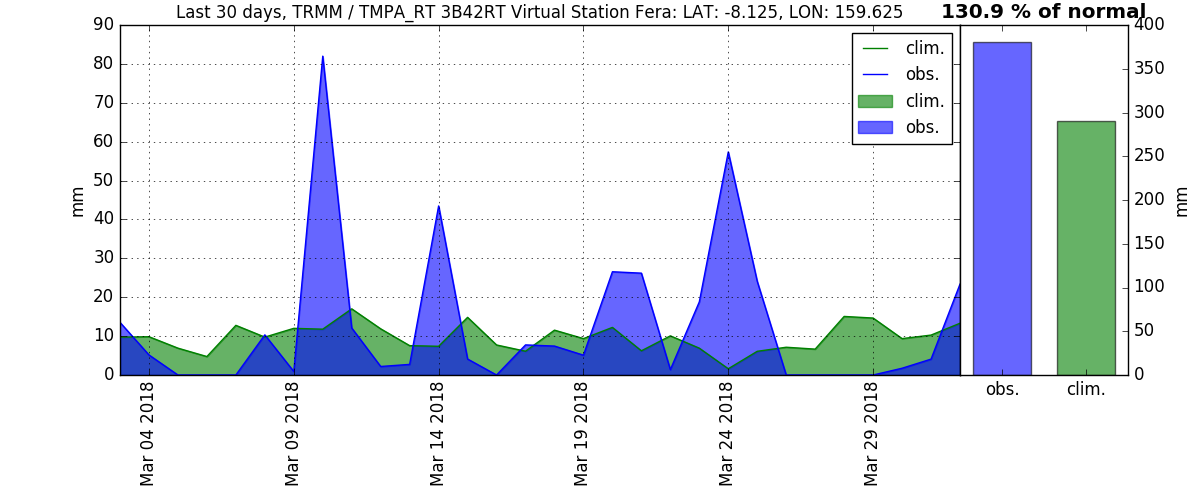 Last 30 days, TRMM / TMPA_RT 3B42RT Virtual Station Fera: LAT: -8.125, LON: 159.625
130.9 % of normal
90
80
70
60
50
40
30
20
10
0
mm
clim.
obs.
clim.
obs.
Mar 04 2018
Mar 09 2018
Mar 14 2018
Mar 19 2018
Mar 24 2018
Mar 29 2018
400
350
300
250
200
150
100
50
0
mm
obs.
clim.